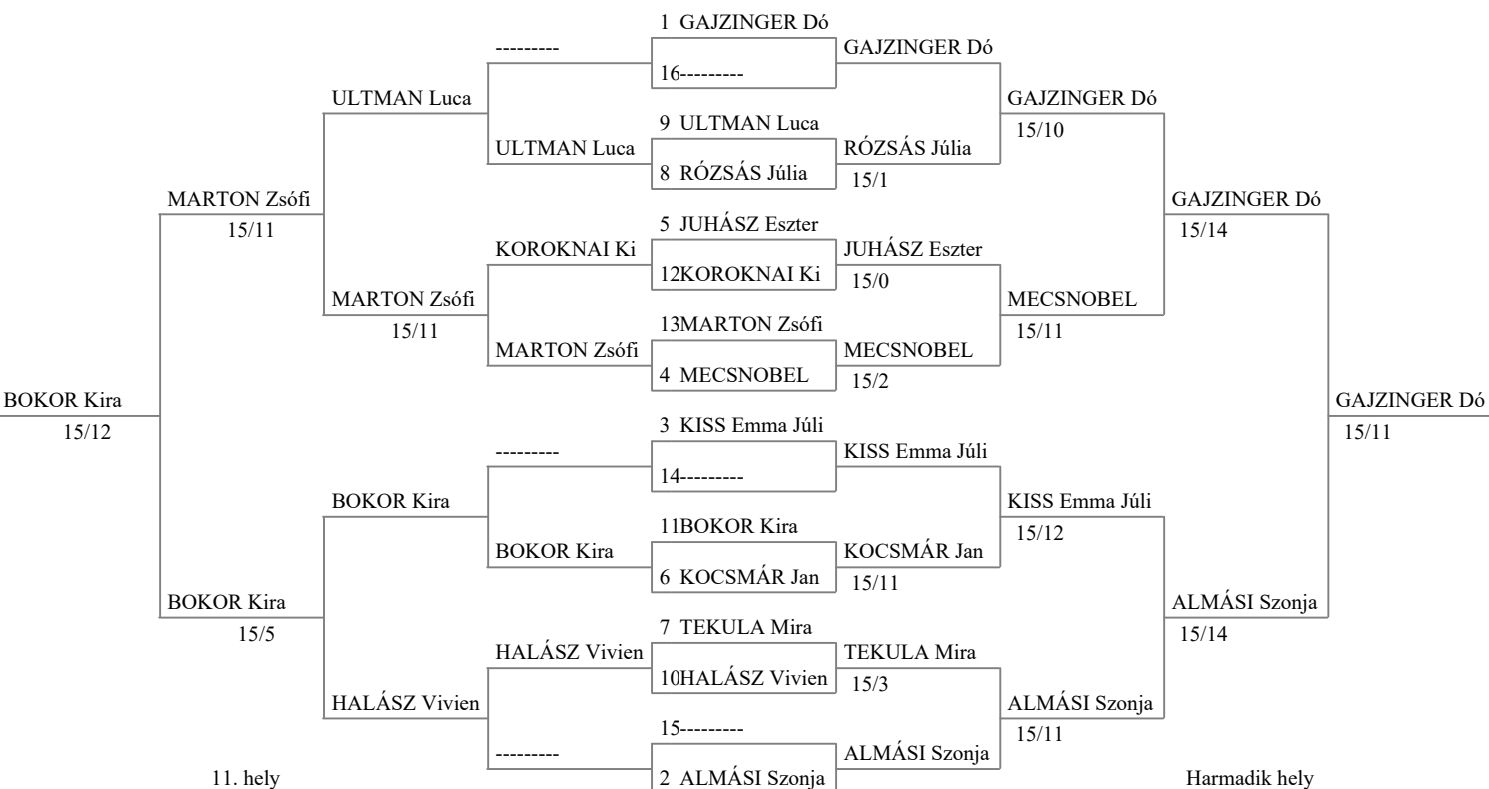 1 GAJZINGER Dó
--------- GAJZINGER Dó
16---------
ULTMAN Luca GAJZINGER Dó
9 ULTMAN Luca 15/10
ULTMAN Luca RÓZSÁS Júlia
8 RÓZSÁS Júlia 15/1
MARTON Zsófi GAJZINGER Dó
15/11 5 JUHÁSZ Eszter 15/14
KOROKNAI Ki JUHÁSZ Eszter
12KOROKNAI Ki 15/0
MARTON Zsófi MECSNOBEL
15/11 13MARTON Zsófi 15/11
MARTON Zsófi MECSNOBEL
4 MECSNOBEL 15/2
BOKOR Kira GAJZINGER Dó
15/12 3 KISS Emma Júli 15/11
--------- KISS Emma Júli
14---------
BOKOR Kira KISS Emma Júli
11BOKOR Kira 15/12
BOKOR Kira KOCSMÁR Jan
6 KOCSMÁR Jan 15/11
BOKOR Kira ALMÁSI Szonja
15/5 7 TEKULA Mira 15/14
HALÁSZ Vivien TEKULA Mira
10HALÁSZ Vivien 15/3
HALÁSZ Vivien ALMÁSI Szonja
15--------- 15/11
--------- ALMÁSI Szonja
11. hely 2 ALMÁSI Szonja Harmadik hely